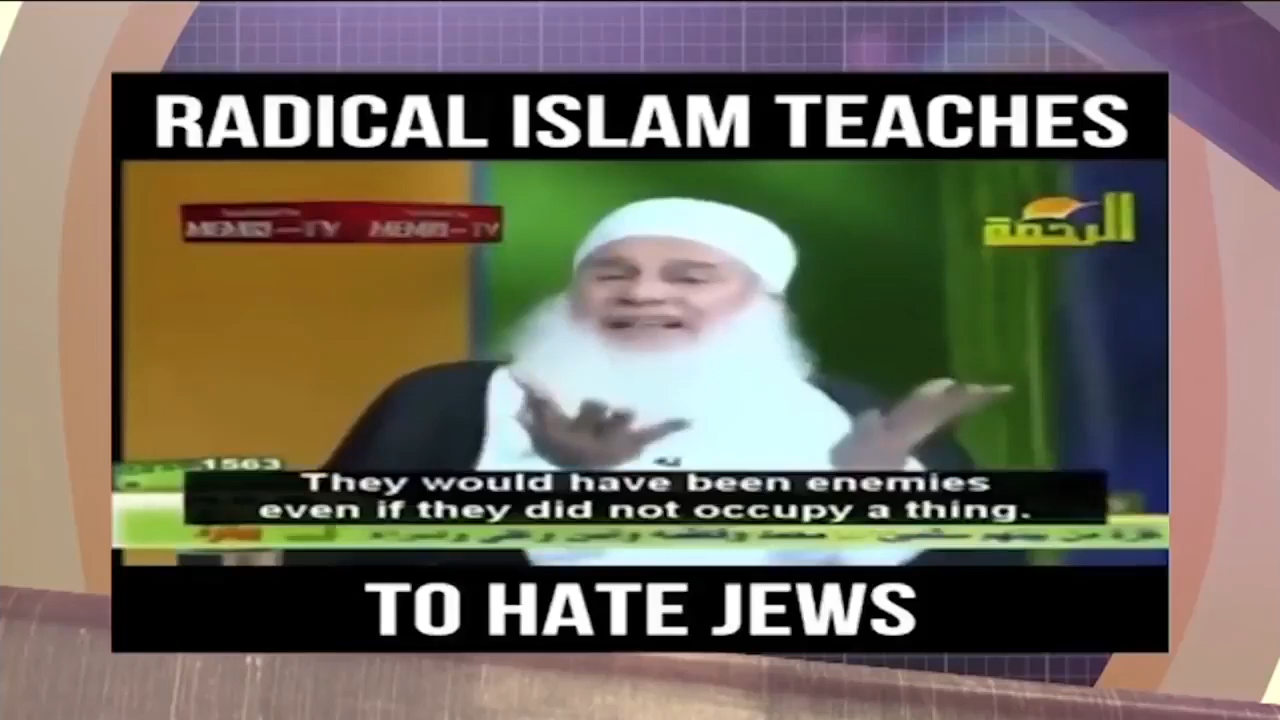 RADICAL ISLAM TEACHES
MEMRI-TV MEMRI-TV
الرحمة
1563
They would have been enemies
even if they did not occupy a thing.
TO HATE JEWS